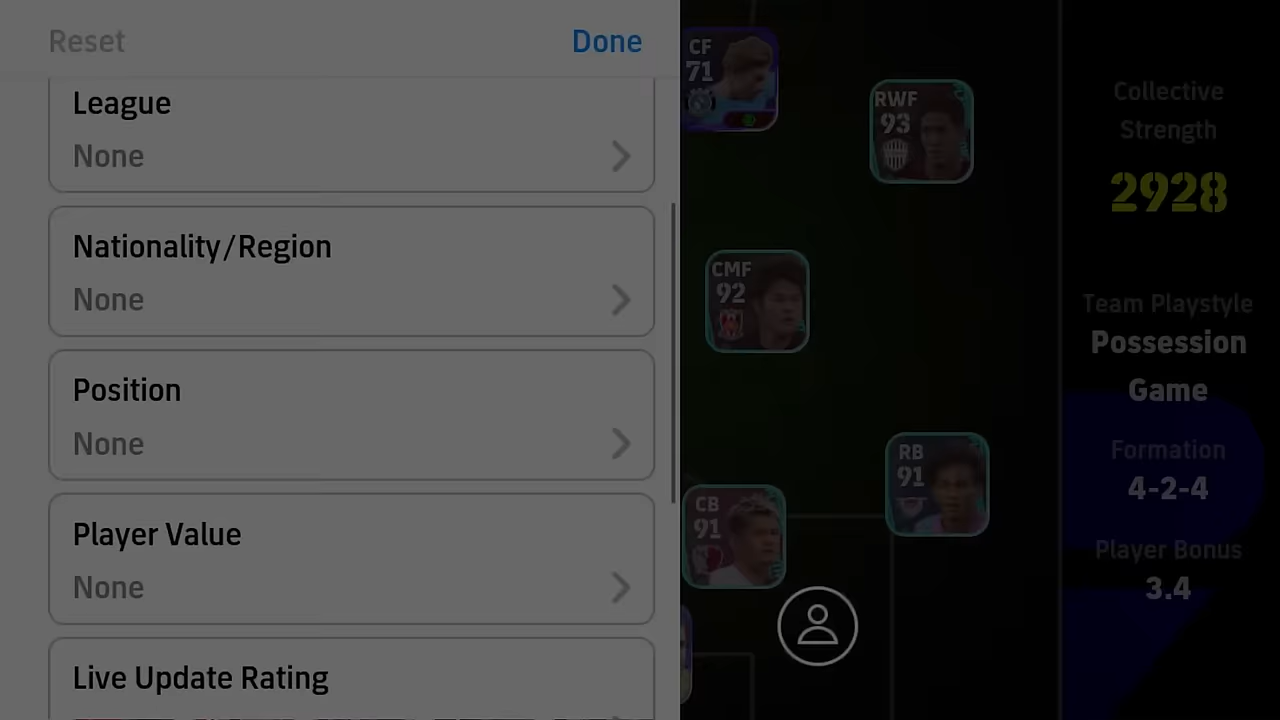 Reset
Done
League
None
Nationality/Region
None
Position
None
Player Value
None
Live Update Rating
CF
71
RWF
93
CMF
92
RB
91
CB
91
Collective
Strength
2928
Team Playstyle
Possession
Game
Formation
4-2-4
Player Bonus
3.4